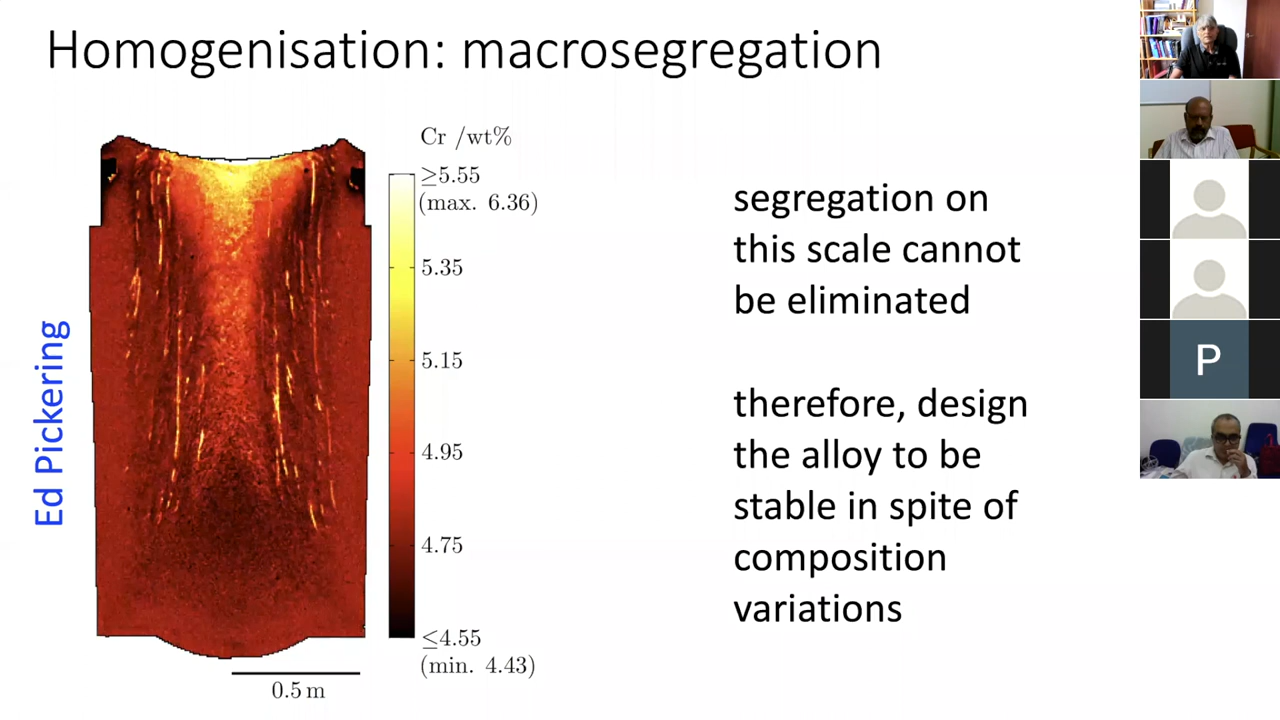 Homogenisation: macrosegregation
Ed Pickering
Cr /wt%
≥5.55
(max. 6.36)
5.35
5.15
4.95
4.75
≤4.55
(min. 4.43)
0.5 m
segregation on
this scale cannot
be eliminated
therefore, design
the alloy to be
stable in spite of
composition
variations
P